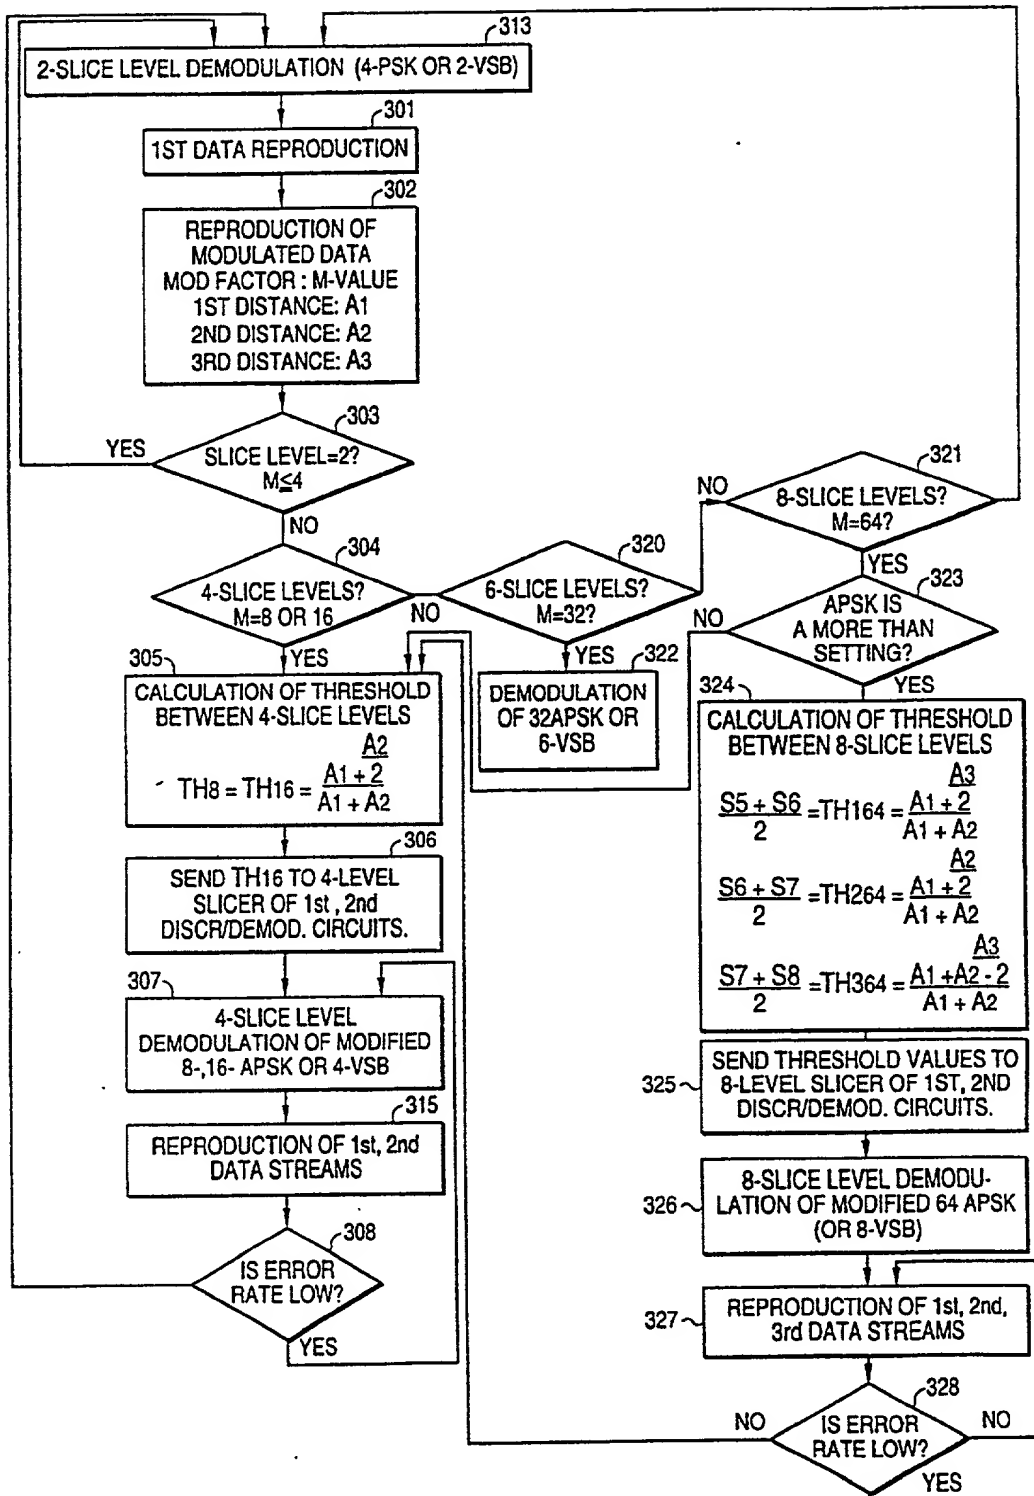 313
2-SLICE LEVEL DEMODULATION (4-PSK OR 2-VSB)
301
1ST DATA REPRODUCTION
302
REPRODUCTION OF
MODULATED DATA
MOD FACTOR : M-VALUE
1ST DISTANCE: A1
2ND DISTANCE: A2
3RD DISTANCE: A3
303
YES
SLICE LEVEL=2?
M≤4
NO
304
4-SLICE LEVELS?
M=8 OR 16
NO
YES
320
6-SLICE LEVELS?
M=32?
NO
YES
321
8-SLICE LEVELS?
M=64?
YES
323
NO
APSK IS
A MORE THAN
SETTING?
YES
322
DEMODULATION
OF 32APSK OR
6-VSB
305
CALCULATION OF THRESHOLD
BETWEEN 4-SLICE LEVELS
A2
TH8 = TH16 = A1 + 2
A1 + A2
306
SEND TH16 TO 4-LEVEL
SLICER OF 1st, 2nd
DISCR/DEMOD. CIRCUITS.
307
4-SLICE LEVEL
DEMODULATION OF MODIFIED
8-,16- APSK OR 4-VSB
315
REPRODUCTION OF 1st, 2nd
DATA STREAMS
308
IS ERROR
RATE LOW?
YES
324
CALCULATION OF THRESHOLD
BETWEEN 8-SLICE LEVELS
A3
S5 + S6 =TH164= A1 + 2
2 A1 + A2
A2
S6 + S7 =TH264= A1 + 2
2 A1 + A2
A3
S7 + S8 =TH364= A1 +A2 - 2
2 A1 + A2
325
SEND THRESHOLD VALUES TO
8-LEVEL SLICER OF 1ST, 2ND
DISCR/DEMOD. CIRCUITS.
326
8-SLICE LEVEL DEMODU-
LATION OF MODIFIED 64 APSK
(OR 8-VSB)
327
REPRODUCTION OF 1st, 2nd,
3rd DATA STREAMS
328
NO
IS ERROR
RATE LOW?
NO
YES